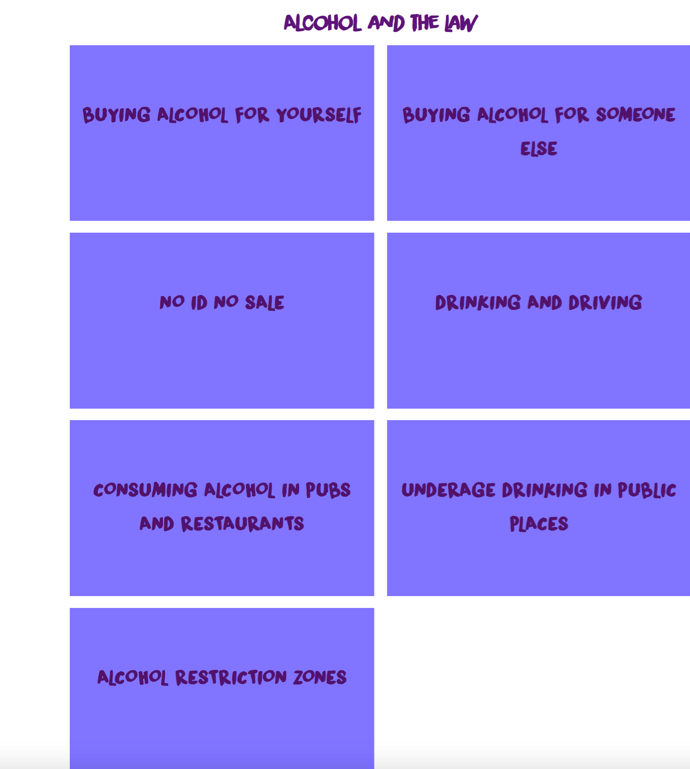 ALCOHOL AND THE LAW
BUYING ALCOHOL FOR YOURSELF
BUYING ALCOHOL FOR SOMEONE
ELSE
NO ID NO SALE
DRINKING AND DRIVING
CONSUMING ALCOHOL IN PUBS
AND RESTAURANTS
UNDERAGE DRINKING IN PUBLIC
PLACES
ALCOHOL RESTRICTION ZONES